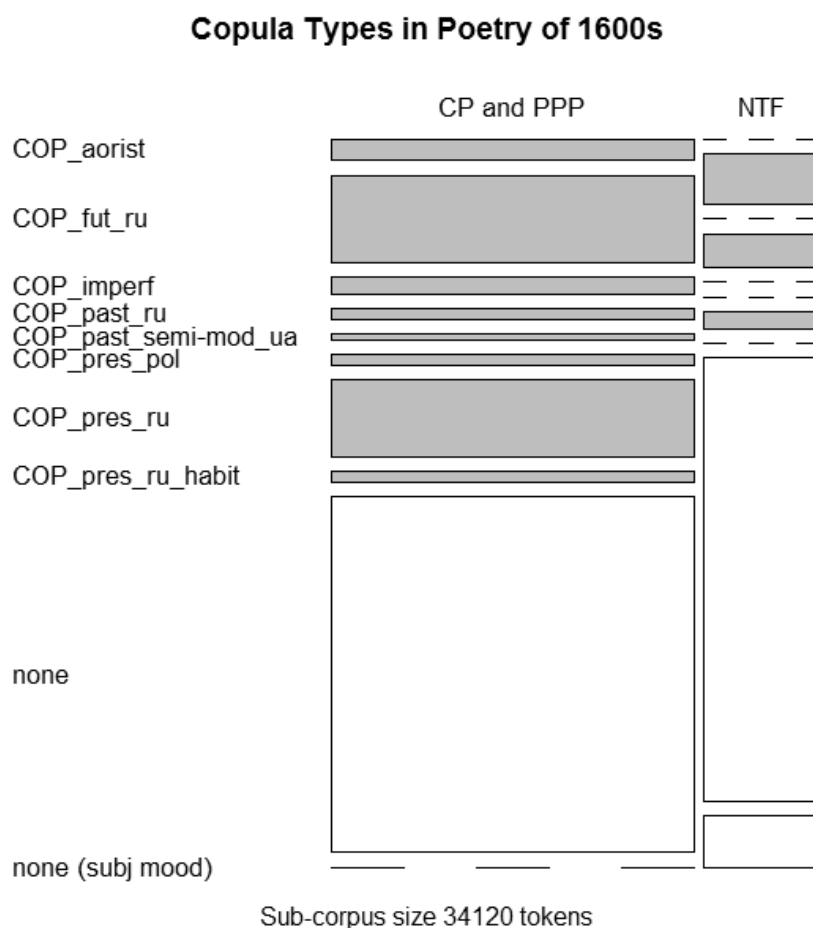 Copula Types in Poetry of 1600s
CP and PPP NTF
COP_aorist
COP_fut_ru
COP_imperf
COP_past_ru
COP_past_semi-mod_ua
COP_pres_pol
COP_pres_ru
COP_pres_ru_habit
none
none (subj mood)
Sub-corpus size 34120 tokens